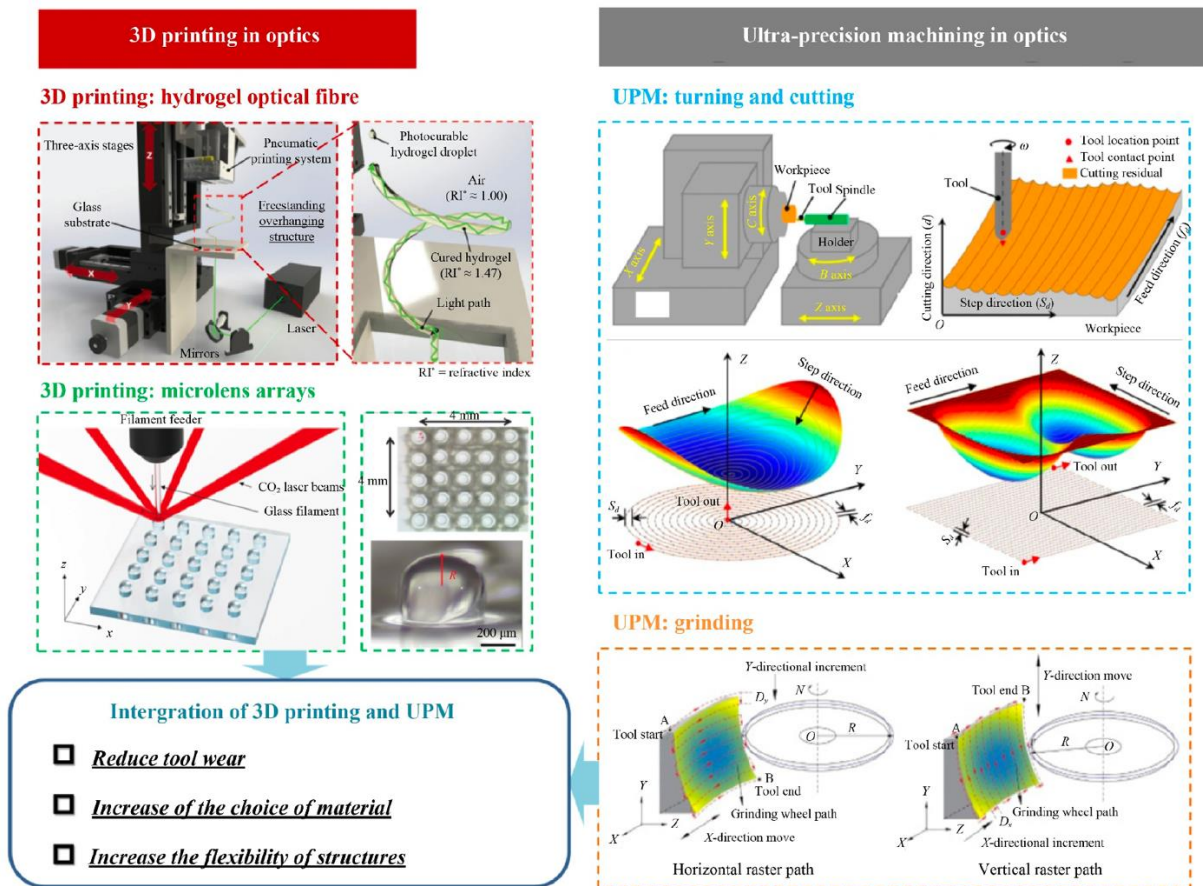 3D printing in optics
Ultra-precision machining in optics
3D printing: hydrogel optical fibre
Three-axis stages
Z
Pncumatic
printing system
Glass
substrate
Freestanding
overhanging
structure
X
Y
Laser
Mirrors
Photocurable
hydrogel droplet
Air
(RI* ≈ 1.00)
Cured hydrogel
(RI* ≈ 1.47)
Light path
RI* = refractive index
3D printing: microlens arrays
Filament feeder
CO₂ laser beams
Glass filament
z
y
x
4 mm
4 mm
R
200 μm
UPM: turning and cutting
Workpiece
Tool Spindle
C axis
Y axis
X axis
Holder
B axis
Z axis
ω
Tool location point
Tool contact point
Cutting residual
Tool
Cutting direction (d)
Feed direction (fd)
Step direction (Sd)
O
Workpiece
Z
Feed direction
Step direction
Y
Tool out
Sd
O
fd
Tool in
X
Z
Feed direction
Step direction
Tool out
Y
O
fd
Sd
Tool in
X
UPM: grinding
Y-directional increment
Dy
N
A
Tool start
O
R
B
Tool end
Grinding wheel path
Y
Z
X
X-direction move
Horizontal raster path
Y-direction move
Tool end B
N
A
Tool start
R
O
Grinding wheel path
Y
Z
X
Dx
X-directional increment
Vertical raster path
Intergration of 3D printing and UPM
Reduce tool wear
Increase of the choice of material
Increase the flexibility of structures